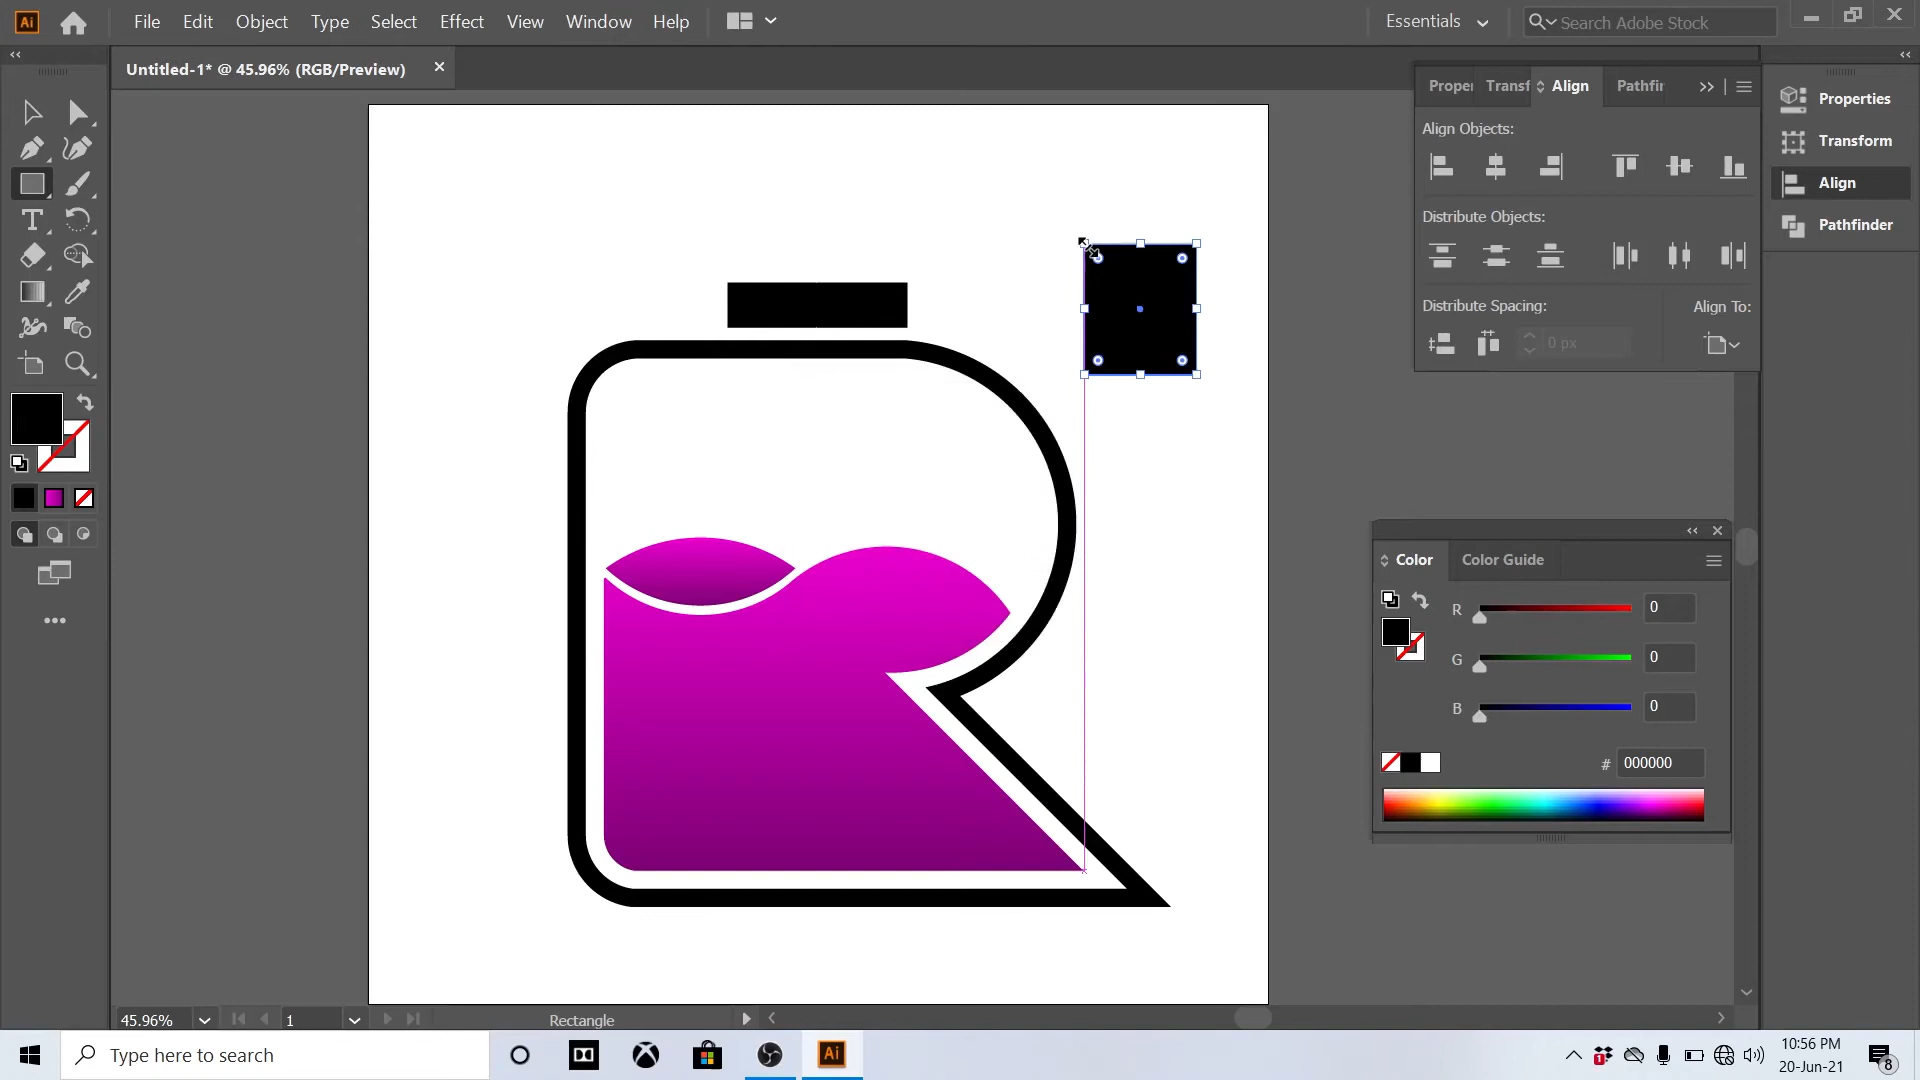 Ai File Edit Object Type Select Effect View Window Help Essentials Search Adobe Stock
Untitled-1* @ 45.96% (RGB/Preview)
Proper Transf Align Pathfir
Align Objects:
Distribute Objects:
Distribute Spacing: Align To:
0 px
Properties
Transform
Align
Pathfinder
Color Color Guide
R 0
G 0
B 0
# 000000
45.96% 1 Rectangle
Type here to search
Ai
1
10:56 PM
20-Jun-21
8